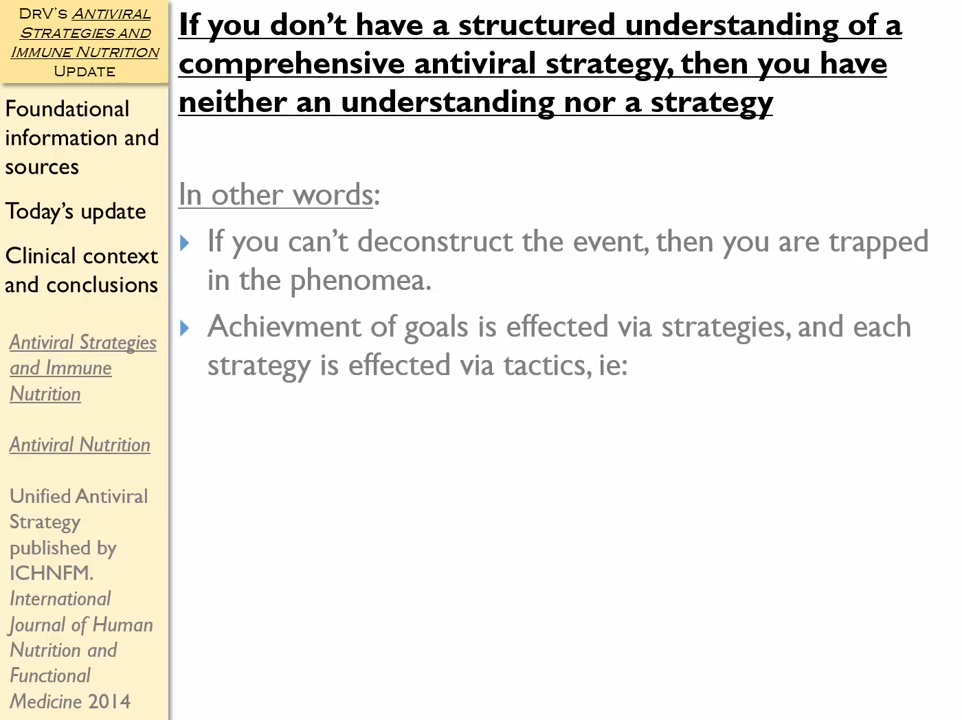 DrV's Antiviral
Strategies and
Immune Nutrition
Update
Foundational
information and
sources
Today's update
Clinical context
and conclusions
Antiviral Strategies
and Immune
Nutrition
Antiviral Nutrition
Unified Antiviral
Strategy
published by
ICHNFM.
International
Journal of Human
Nutrition and
Functional
Medicine 2014
If you don't have a structured understanding of a
comprehensive antiviral strategy, then you have
neither an understanding nor a strategy
In other words:
If you can't deconstruct the event, then you are trapped
in the phenomea.
Achievment of goals is effected via strategies, and each
strategy is effected via tactics, ie: